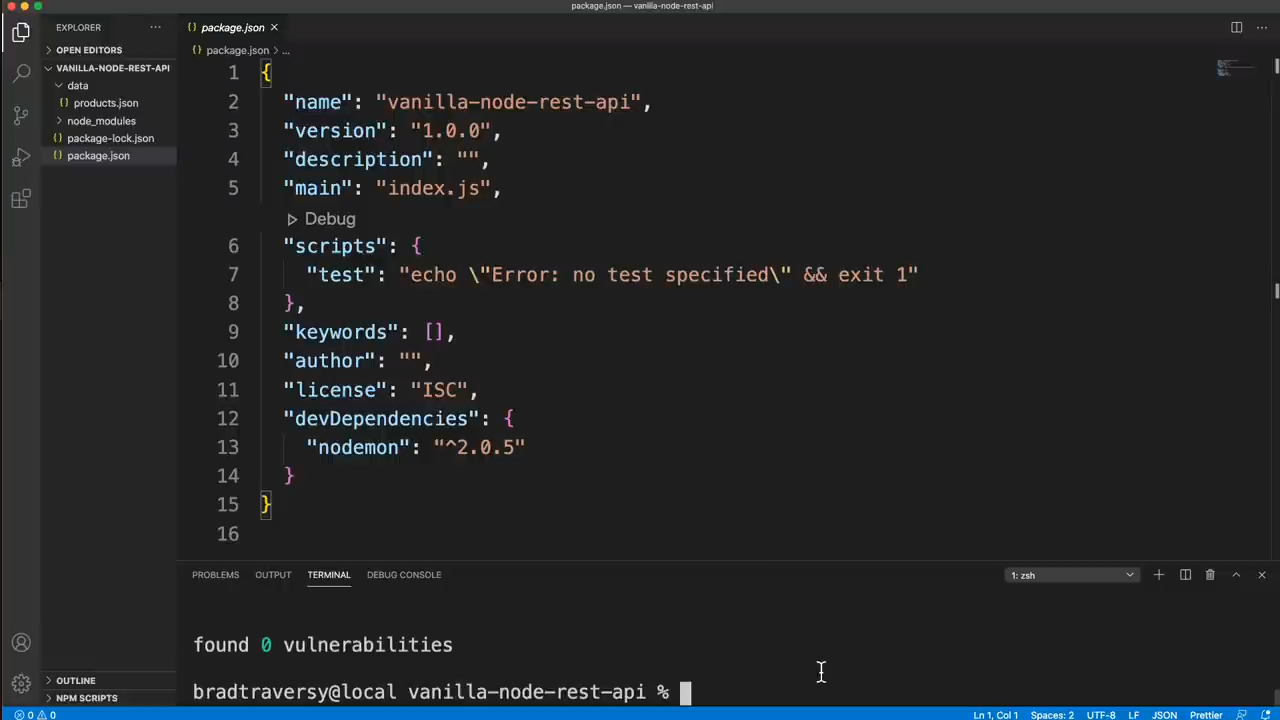 package.json — vanilla-node-rest-api
EXPLORER
OPEN EDITORS
VANILLA-NODE-REST-API
data
{} products.json
node_modules
{} package-lock.json
{} package.json
{} package.json ×
{} package.json > ...
1 {
2 "name": "vanilla-node-rest-api",
3 "version": "1.0.0",
4 "description": "",
5 "main": "index.js",
Debug
6 "scripts": {
7 "test": "echo \"Error: no test specified\" && exit 1"
8 },
9 "keywords": [],
10 "author": "",
11 "license": "ISC",
12 "devDependencies": {
13 "nodemon": "^2.0.5"
14 }
15 }
16
PROBLEMS OUTPUT TERMINAL DEBUG CONSOLE 1: zsh
found 0 vulnerabilities
bradtraversy@local vanilla-node-rest-api %
OUTLINE
NPM SCRIPTS
0 0 Ln 1, Col 1 Spaces: 2 UTF-8 LF JSON Prettier